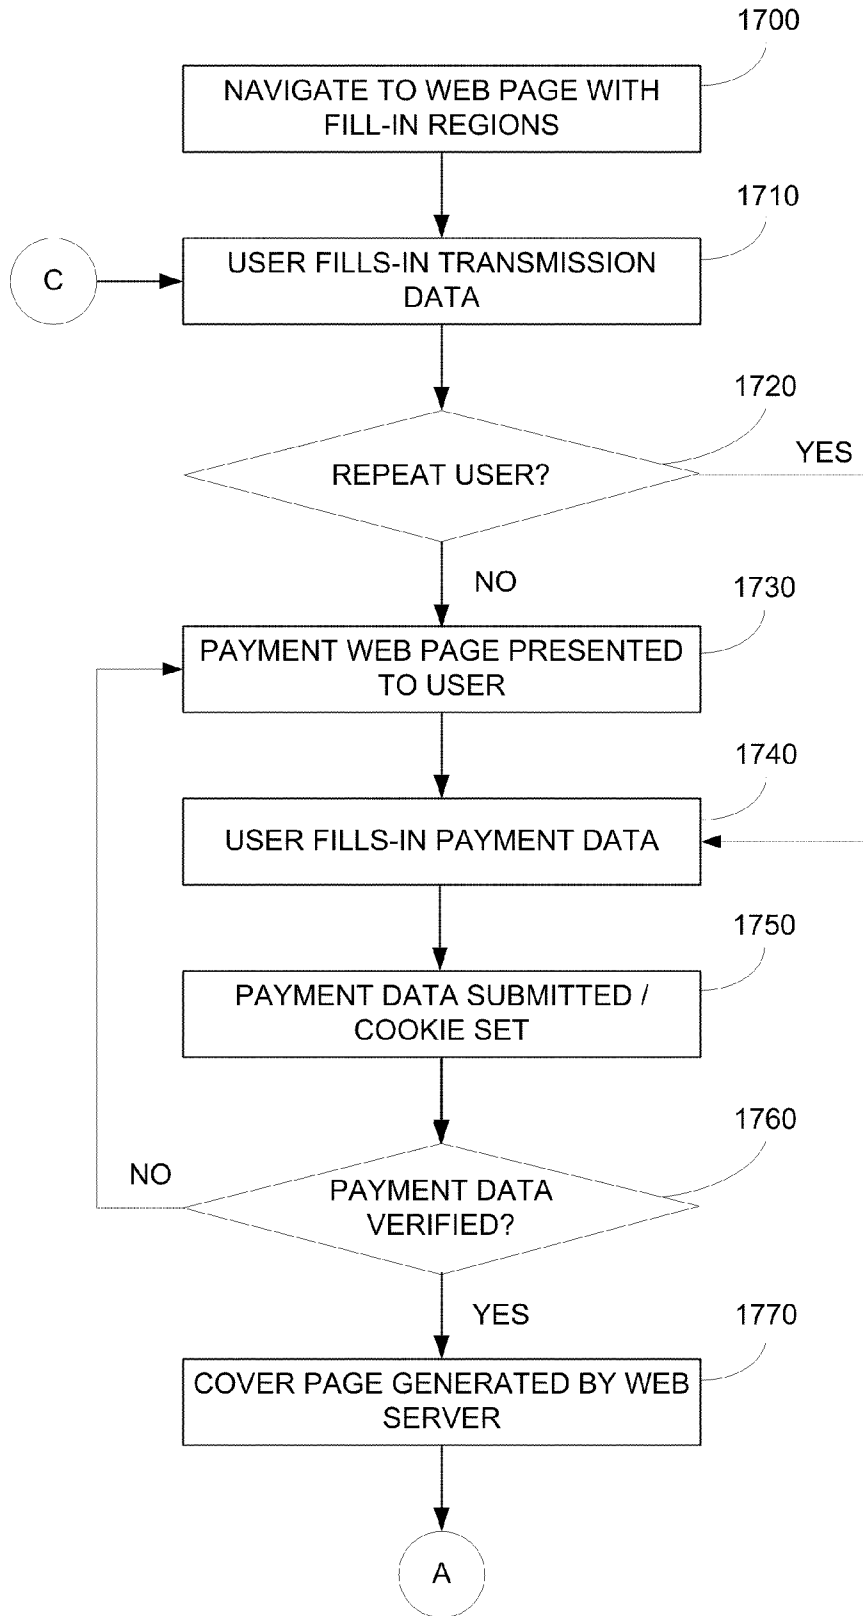 1700
NAVIGATE TO WEB PAGE WITH
FILL-IN REGIONS
1710
USER FILLS-IN TRANSMISSION
DATA
C
1720
YES
REPEAT USER?
NO
1730
PAYMENT WEB PAGE PRESENTED
TO USER
1740
USER FILLS-IN PAYMENT DATA
1750
PAYMENT DATA SUBMITTED /
COOKIE SET
1760
NO
PAYMENT DATA
VERIFIED?
YES
1770
COVER PAGE GENERATED BY WEB
SERVER
A